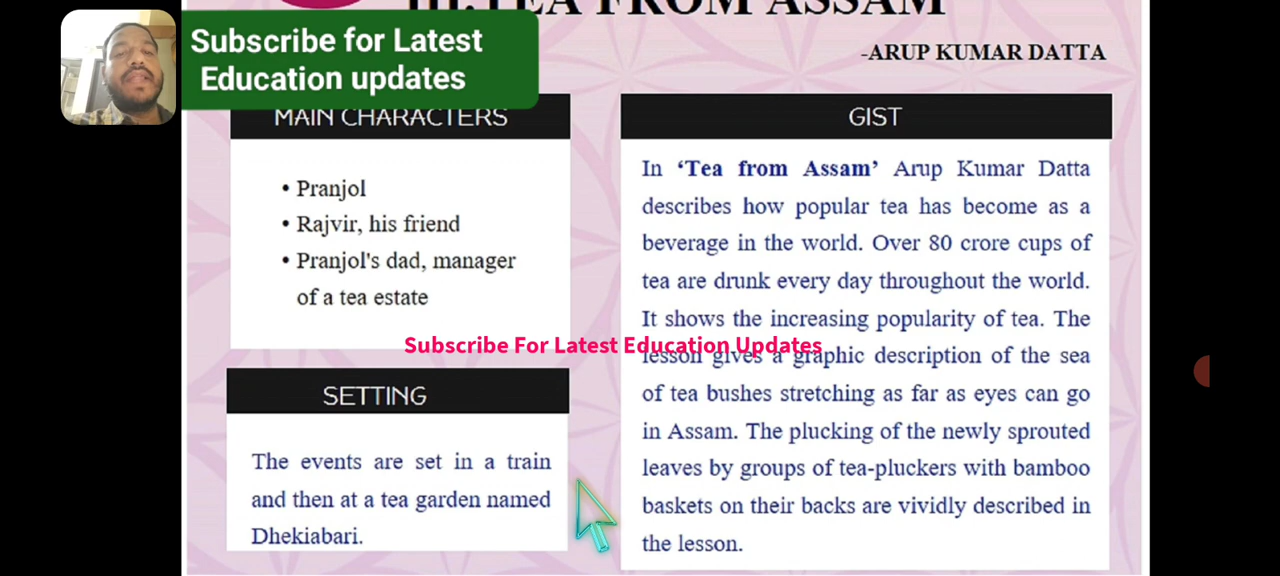 III.TEA FROM ASSAM
Subscribe for Latest
Education updates
-ARUP KUMAR DATTA
MAIN CHARACTERS
• Pranjol
• Rajvir, his friend
• Pranjol's dad, manager
of a tea estate
SETTING
The events are set in a train
and then at a tea garden named
Dhekiabari.
GIST
In ‘Tea from Assam’ Arup Kumar Datta
describes how popular tea has become as a
beverage in the world. Over 80 crore cups of
tea are drunk every day throughout the world.
It shows the increasing popularity of tea. The
lesson gives a graphic description of the sea
of tea bushes stretching as far as eyes can go
in Assam. The plucking of the newly sprouted
leaves by groups of tea-pluckers with bamboo
baskets on their backs are vividly described in
the lesson.
Subscribe For Latest Education Updates